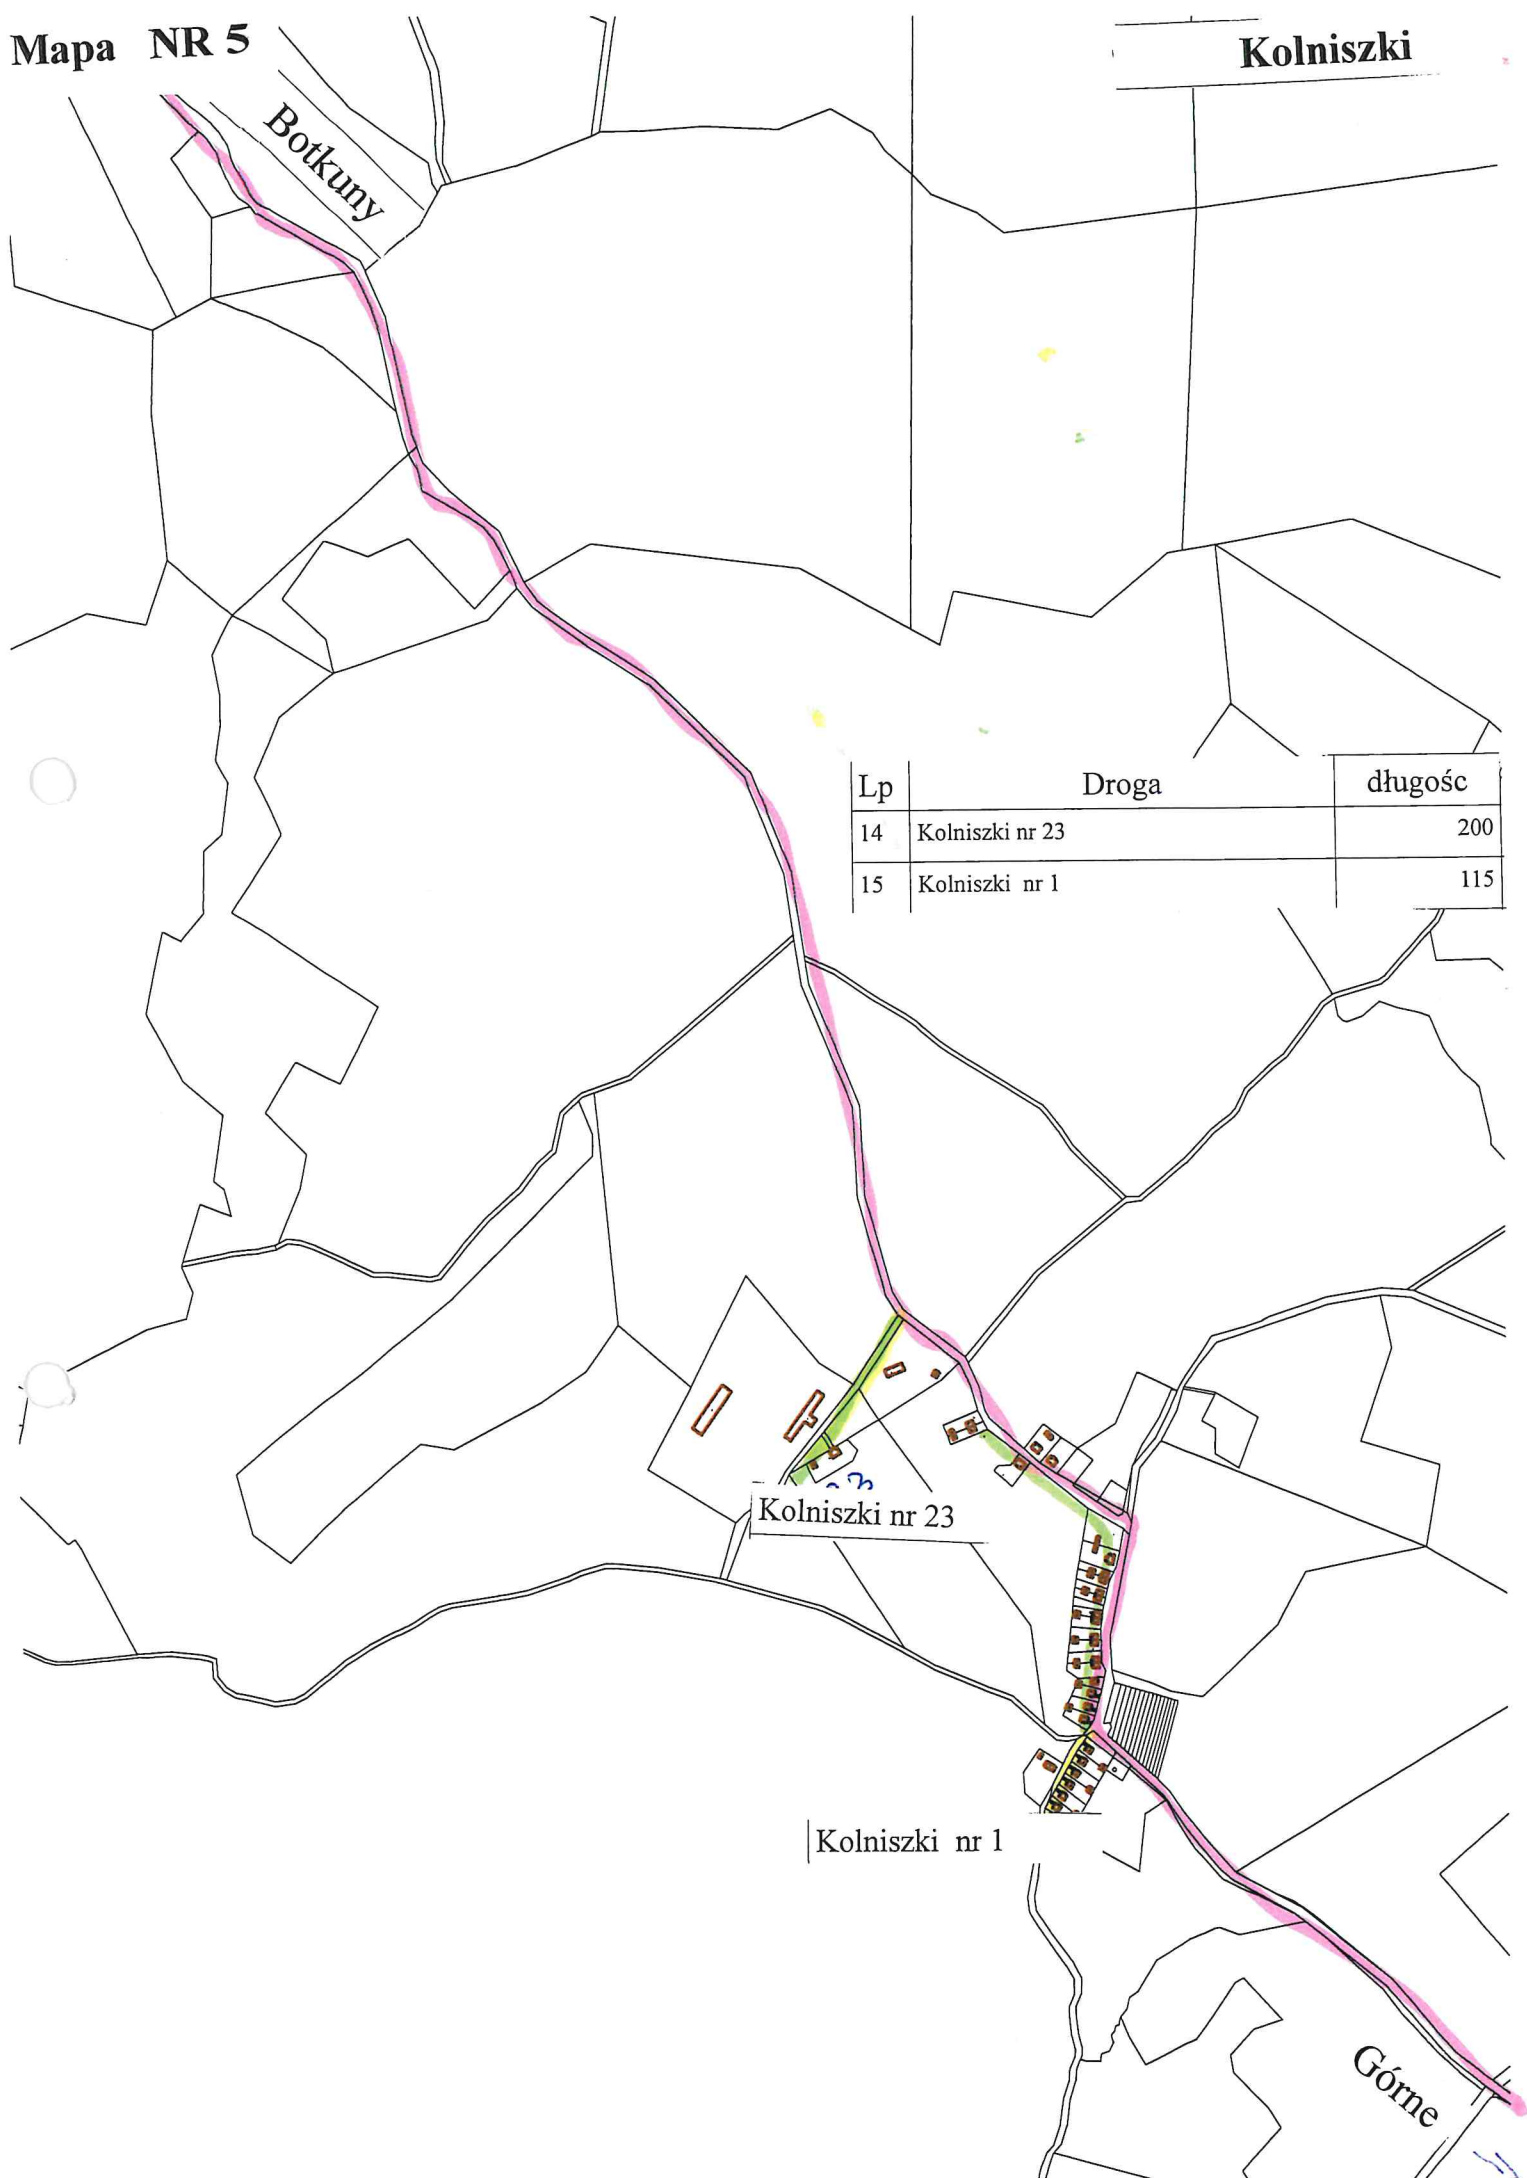 Mapa NR 5
Kolniszki
Botkuny
Lp Droga długośc
14 Kolniszki nr 23 200
15 Kolniszki nr 1 115
Kolniszki nr 23
Kolniszki nr 1
Górne